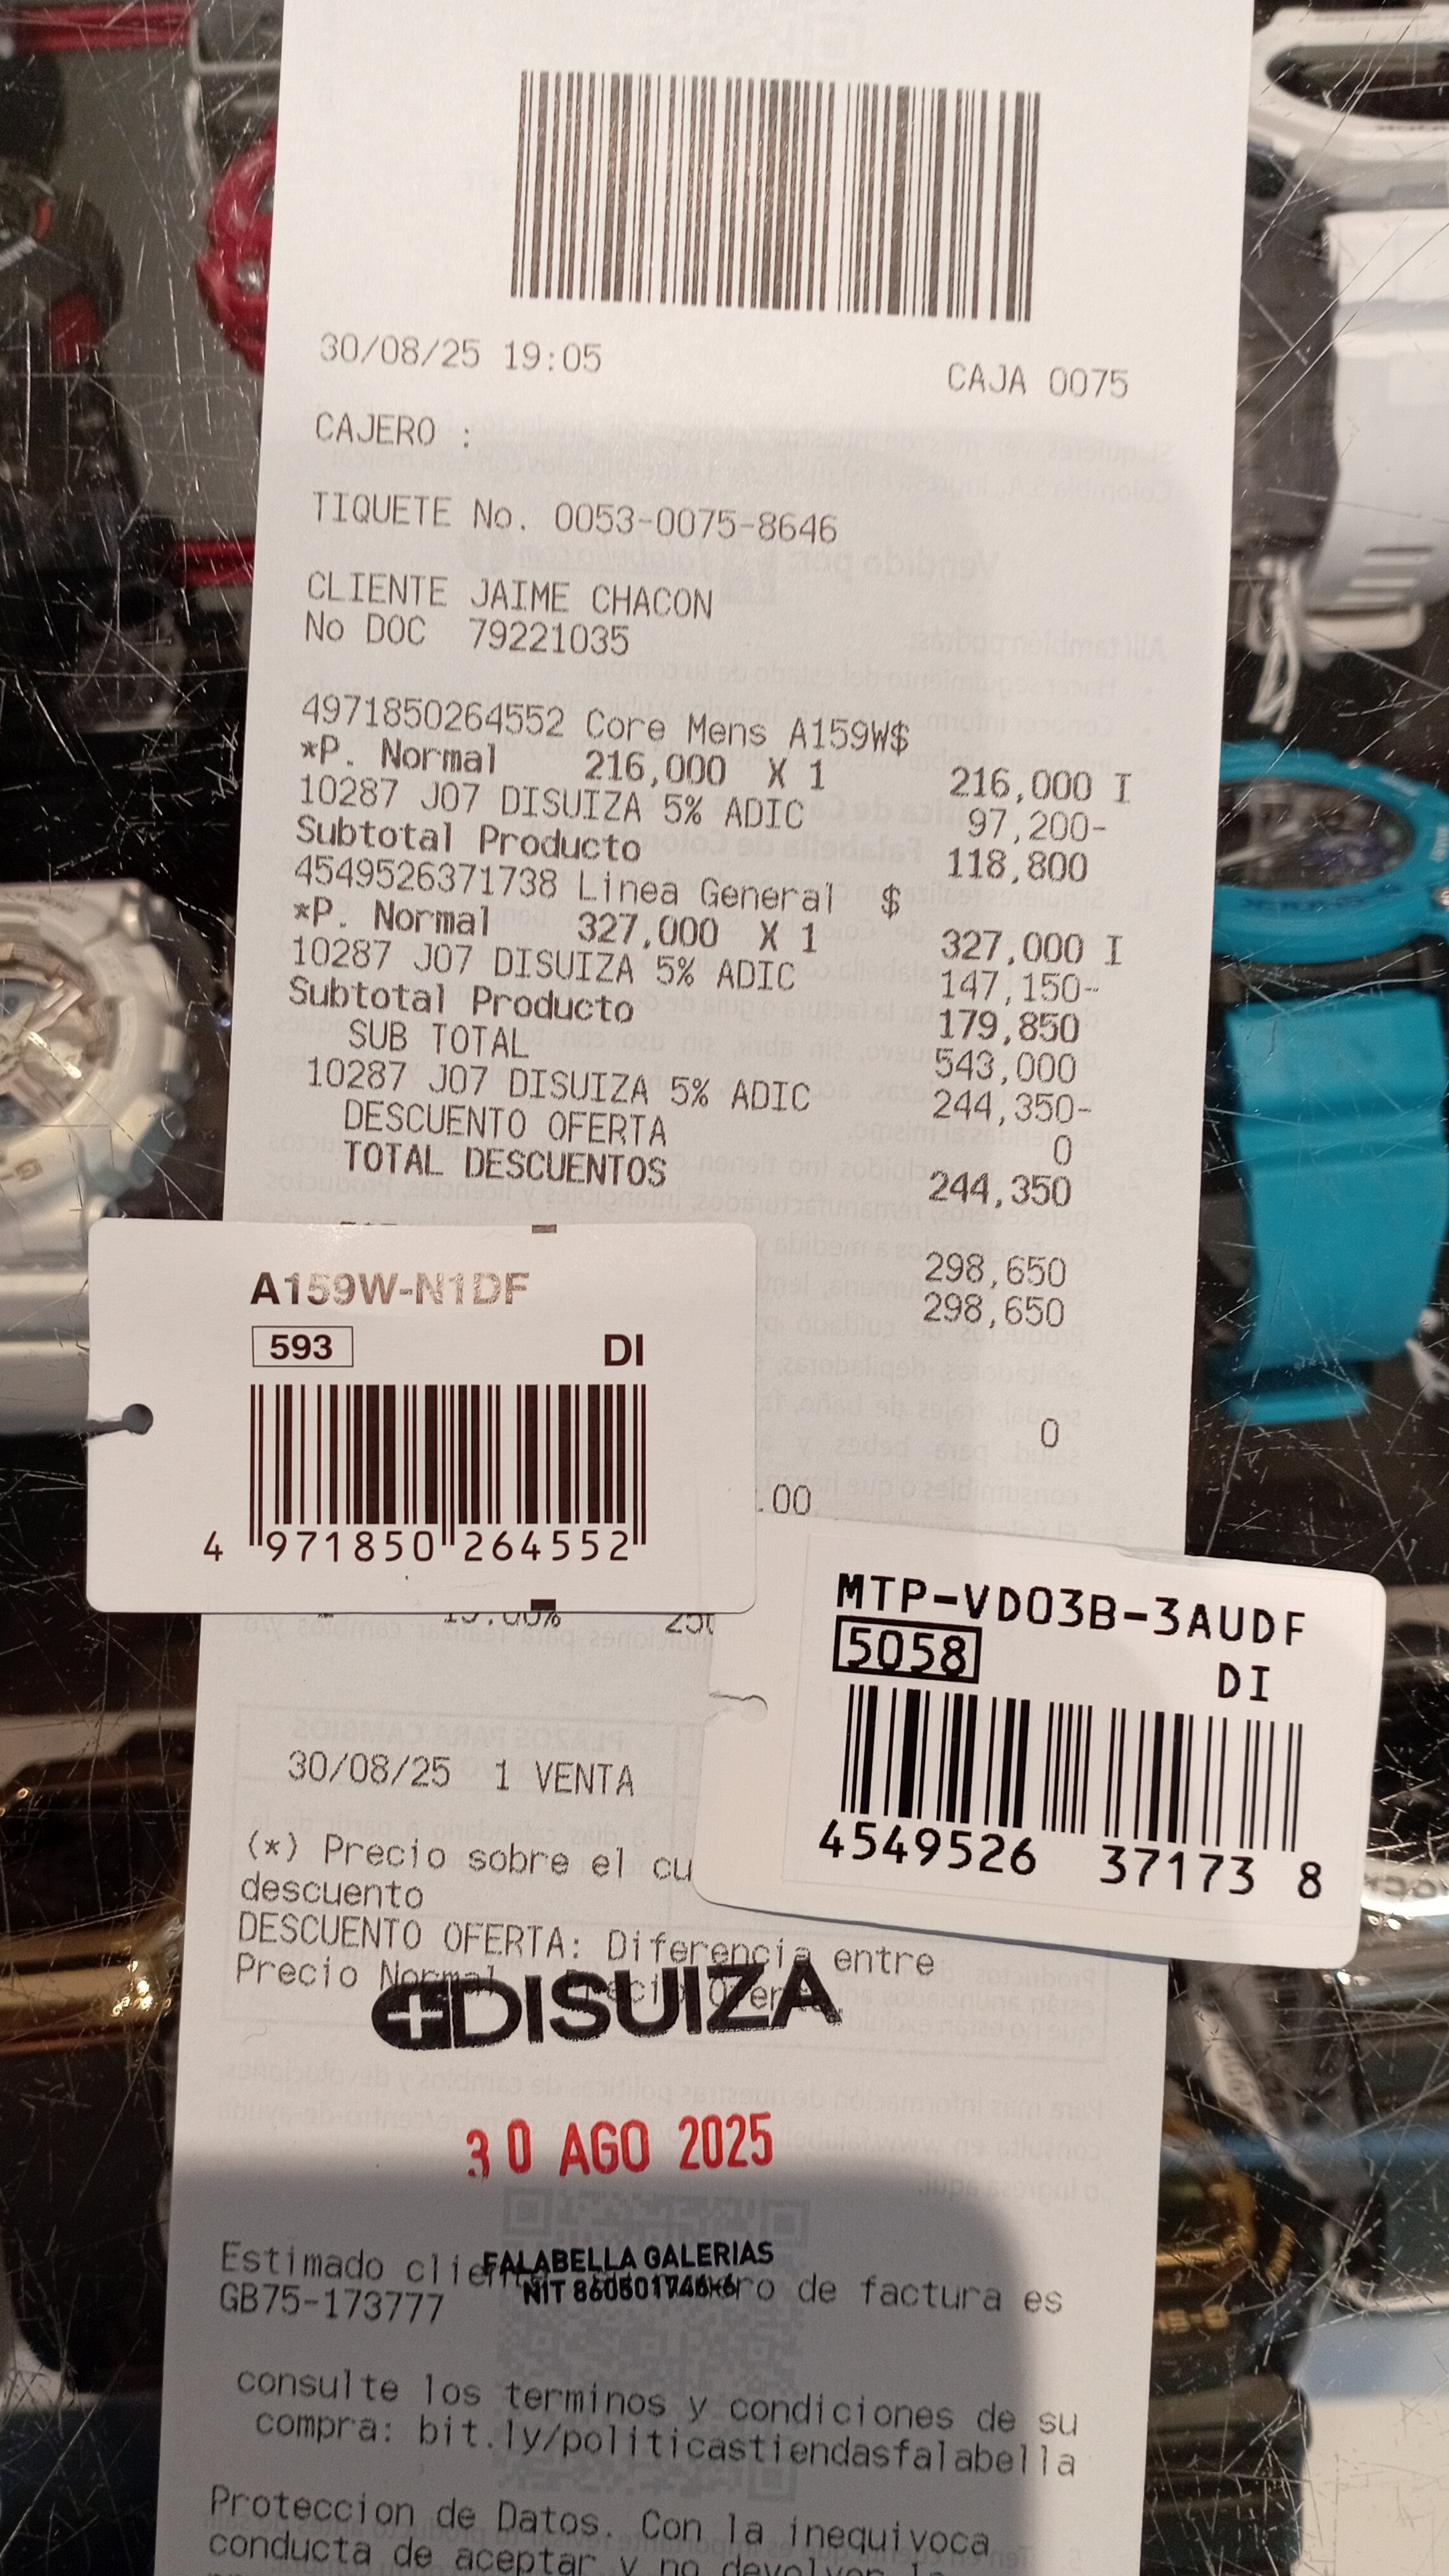 30/08/25 19:05 CAJA 0075
CAJERO :
TIQUETE No. 0053-0075-8646
CLIENTE JAIME CHACON
No DOC 79221035
4971850264552 Core Mens A159W$
*P. Normal 216,000 X 1 216,000 I
10287 J07 DISUIZA 5% ADIC 97,200-
Subtotal Producto 118,800
4549526371738 Linea General $
*P. Normal 327,000 X 1 327,000 I
10287 J07 DISUIZA 5% ADIC 147,150-
Subtotal Producto 179,850
SUB TOTAL 543,000
10287 J07 DISUIZA 5% ADIC 244,350-
DESCUENTO OFERTA 0
TOTAL DESCUENTOS 244,350
298,650
298,650
0
.00
A159W-N1DF
593 DI
4 971850 264552
MTP-VD03B-3AUDF
5058 DI
4549526 37173 8
30/08/25 1 VENTA
(*) Precio sobre el cu
descuento
DESCUENTO OFERTA: Diferencia entre
Precio Normal
DISUIZA
30 AGO 2025
FALABELLA GALERIAS
Estimado de factura es
GB75-173777
consulte los terminos y condiciones de su
compra: bit.ly/politicastiendasfalabella
Proteccion de Datos. Con la inequivoca
conducta de aceptar y no devolver la